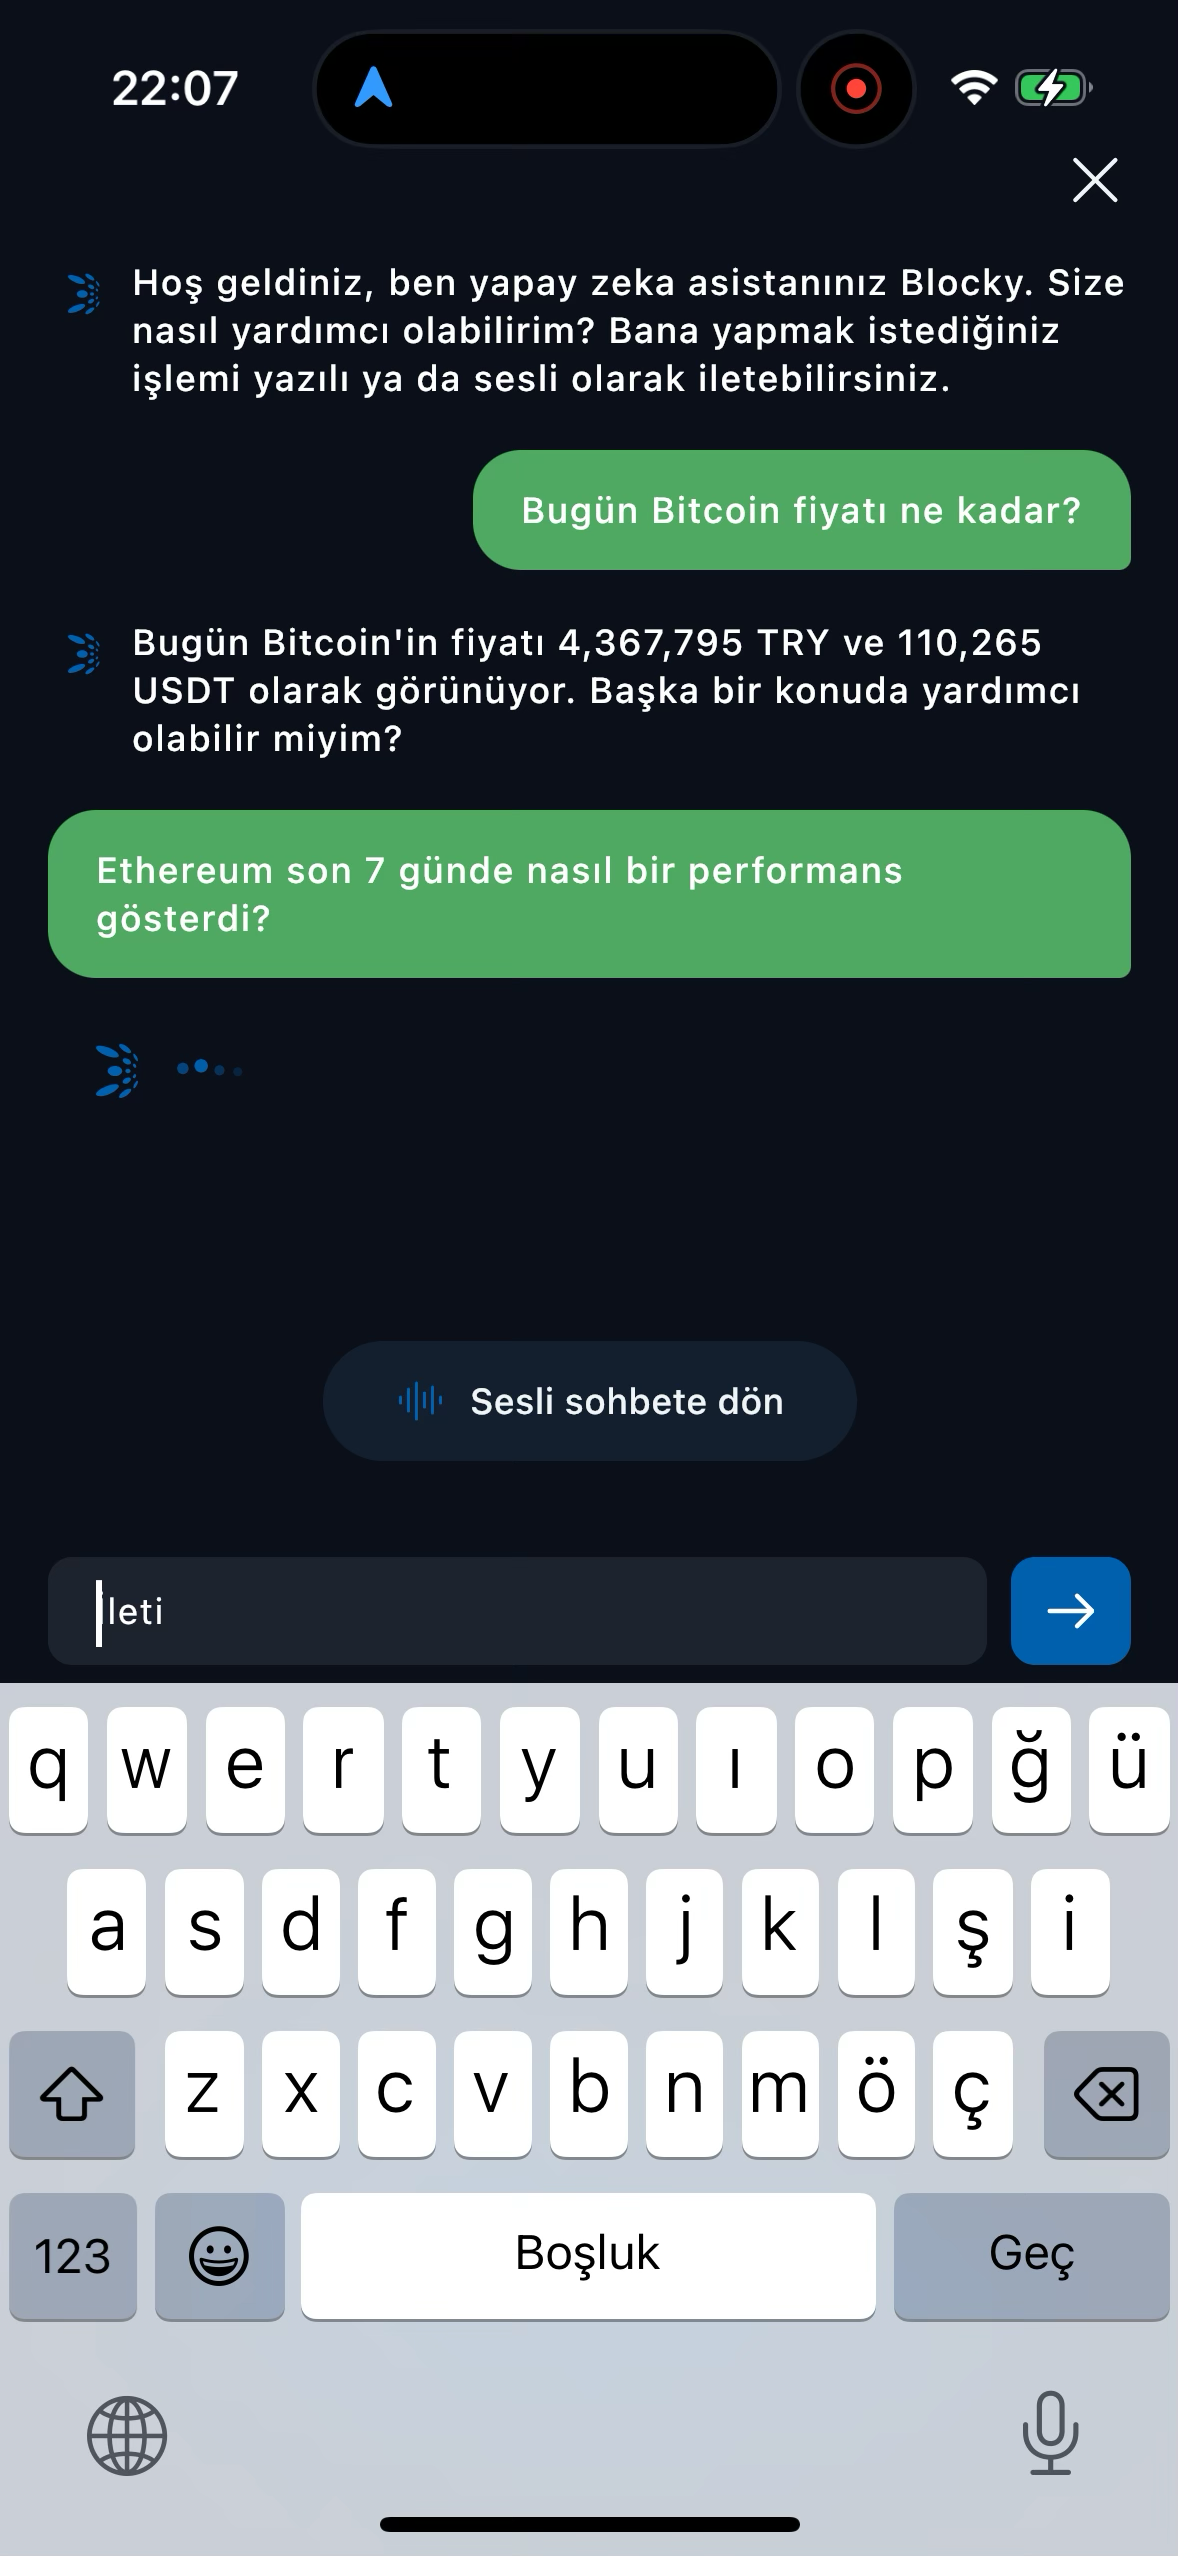 22:07
Hoş geldiniz, ben yapay zeka asistanınız Blocky. Size
nasıl yardımcı olabilirim? Bana yapmak istediğiniz
işlemi yazılı ya da sesli olarak iletebilirsiniz.
Bugün Bitcoin fiyatı ne kadar?
Bugün Bitcoin'in fiyatı 4,367,795 TRY ve 110,265
USDT olarak görünüyor. Başka bir konuda yardımcı
olabilir miyim?
Ethereum son 7 günde nasıl bir performans
gösterdi?
Sesli sohbete dön
İleti
q w e r t y u ı o p ğ ü
a s d f g h j k l ş i
z x c v b n m ö ç
123 Boşluk Geç